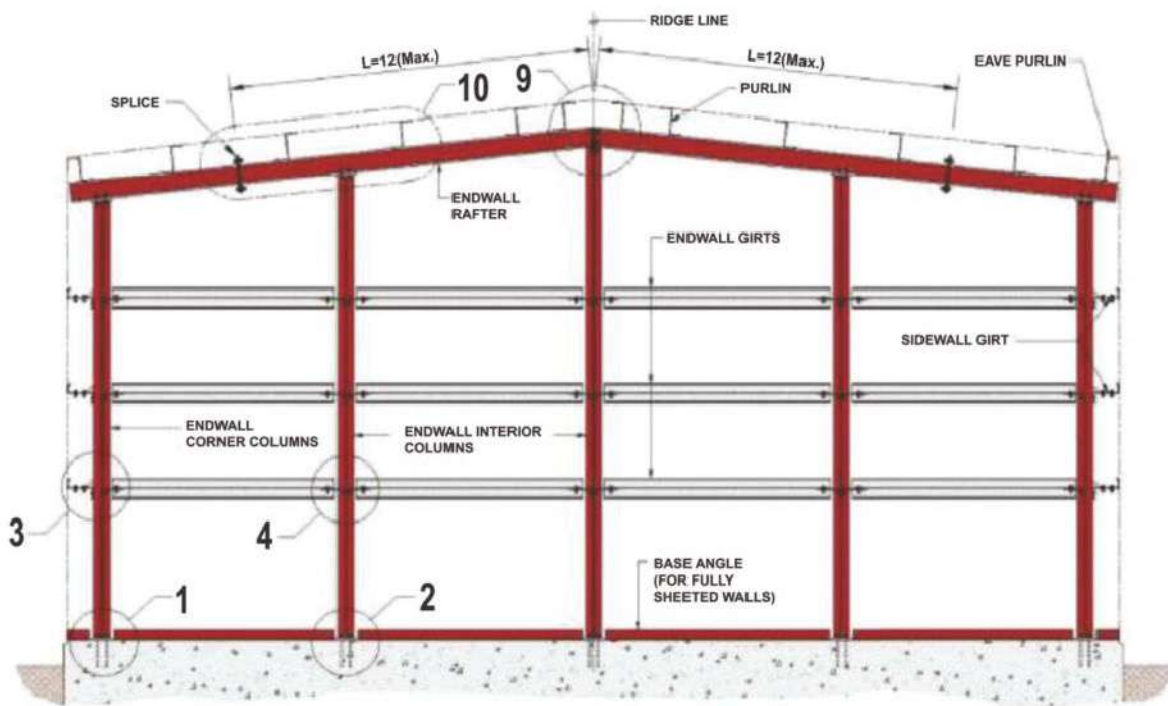 RIDGE LINE
L=12(Max.)
L=12(Max.)
EAVE PURLIN
SPLICE
10
9
PURLIN
ENDWALL
RAFTER
ENDWALL GIRTS
SIDEWALL GIRT
ENDWALL
CORNER COLUMNS
ENDWALL INTERIOR
COLUMNS
3
4
BASE ANGLE
(FOR FULLY
SHEETED WALLS)
1
2